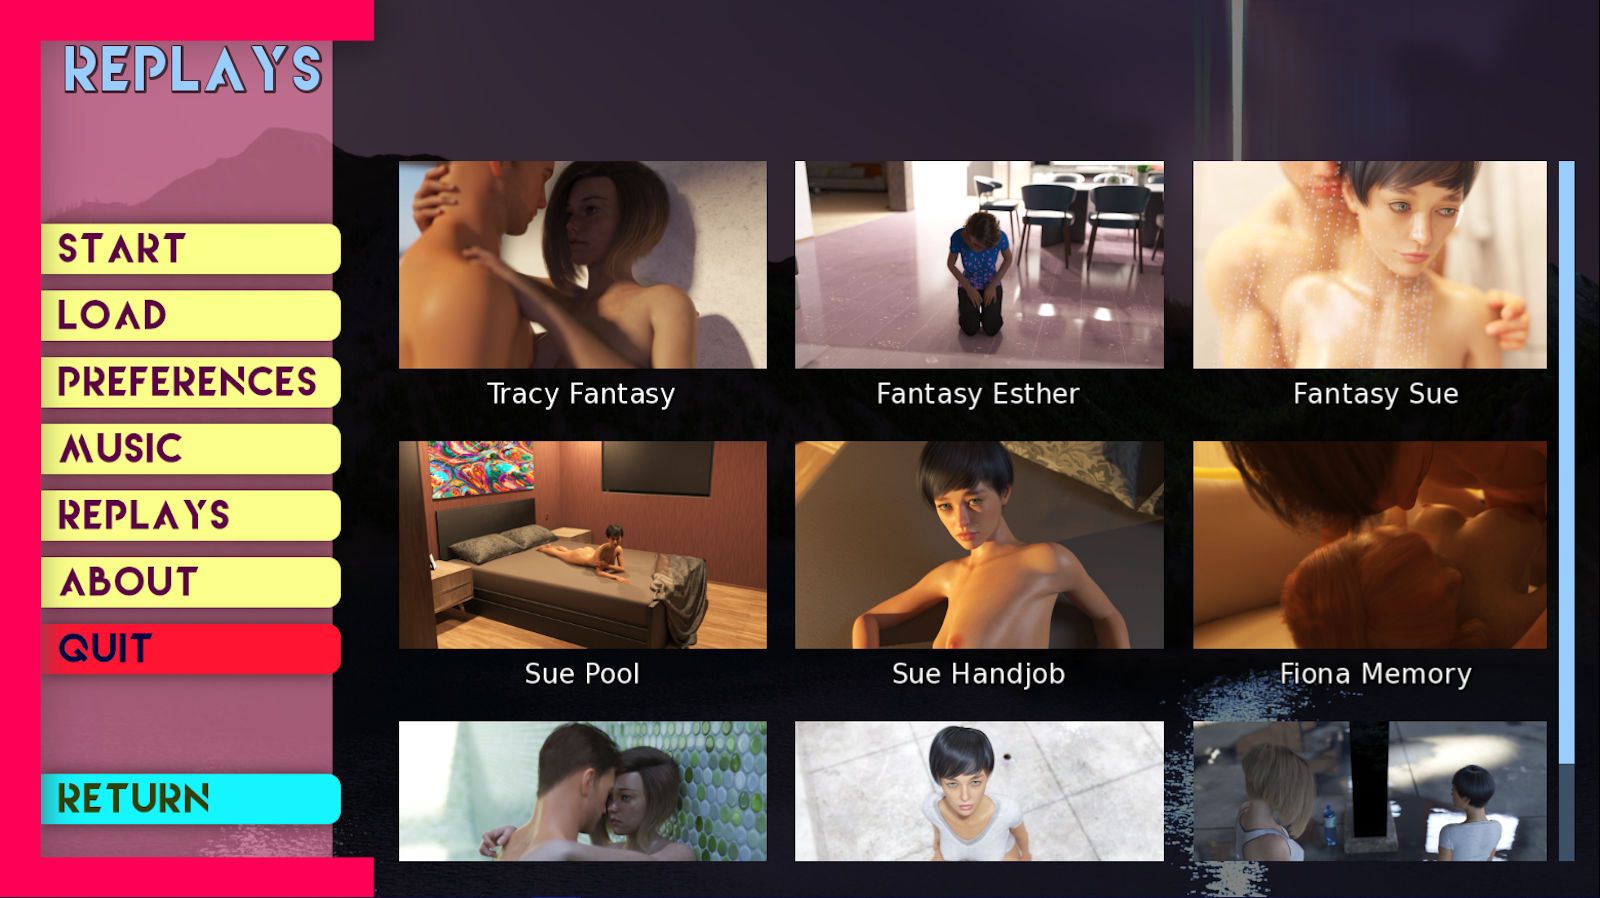 REPLAYS
START
LOAD
PREFERENCES
MUSIC
REPLAYS
ABOUT
QUIT
RETURN
Tracy Fantasy
Fantasy Esther
Fantasy Sue
Sue Pool
Sue Handjob
Fiona Memory